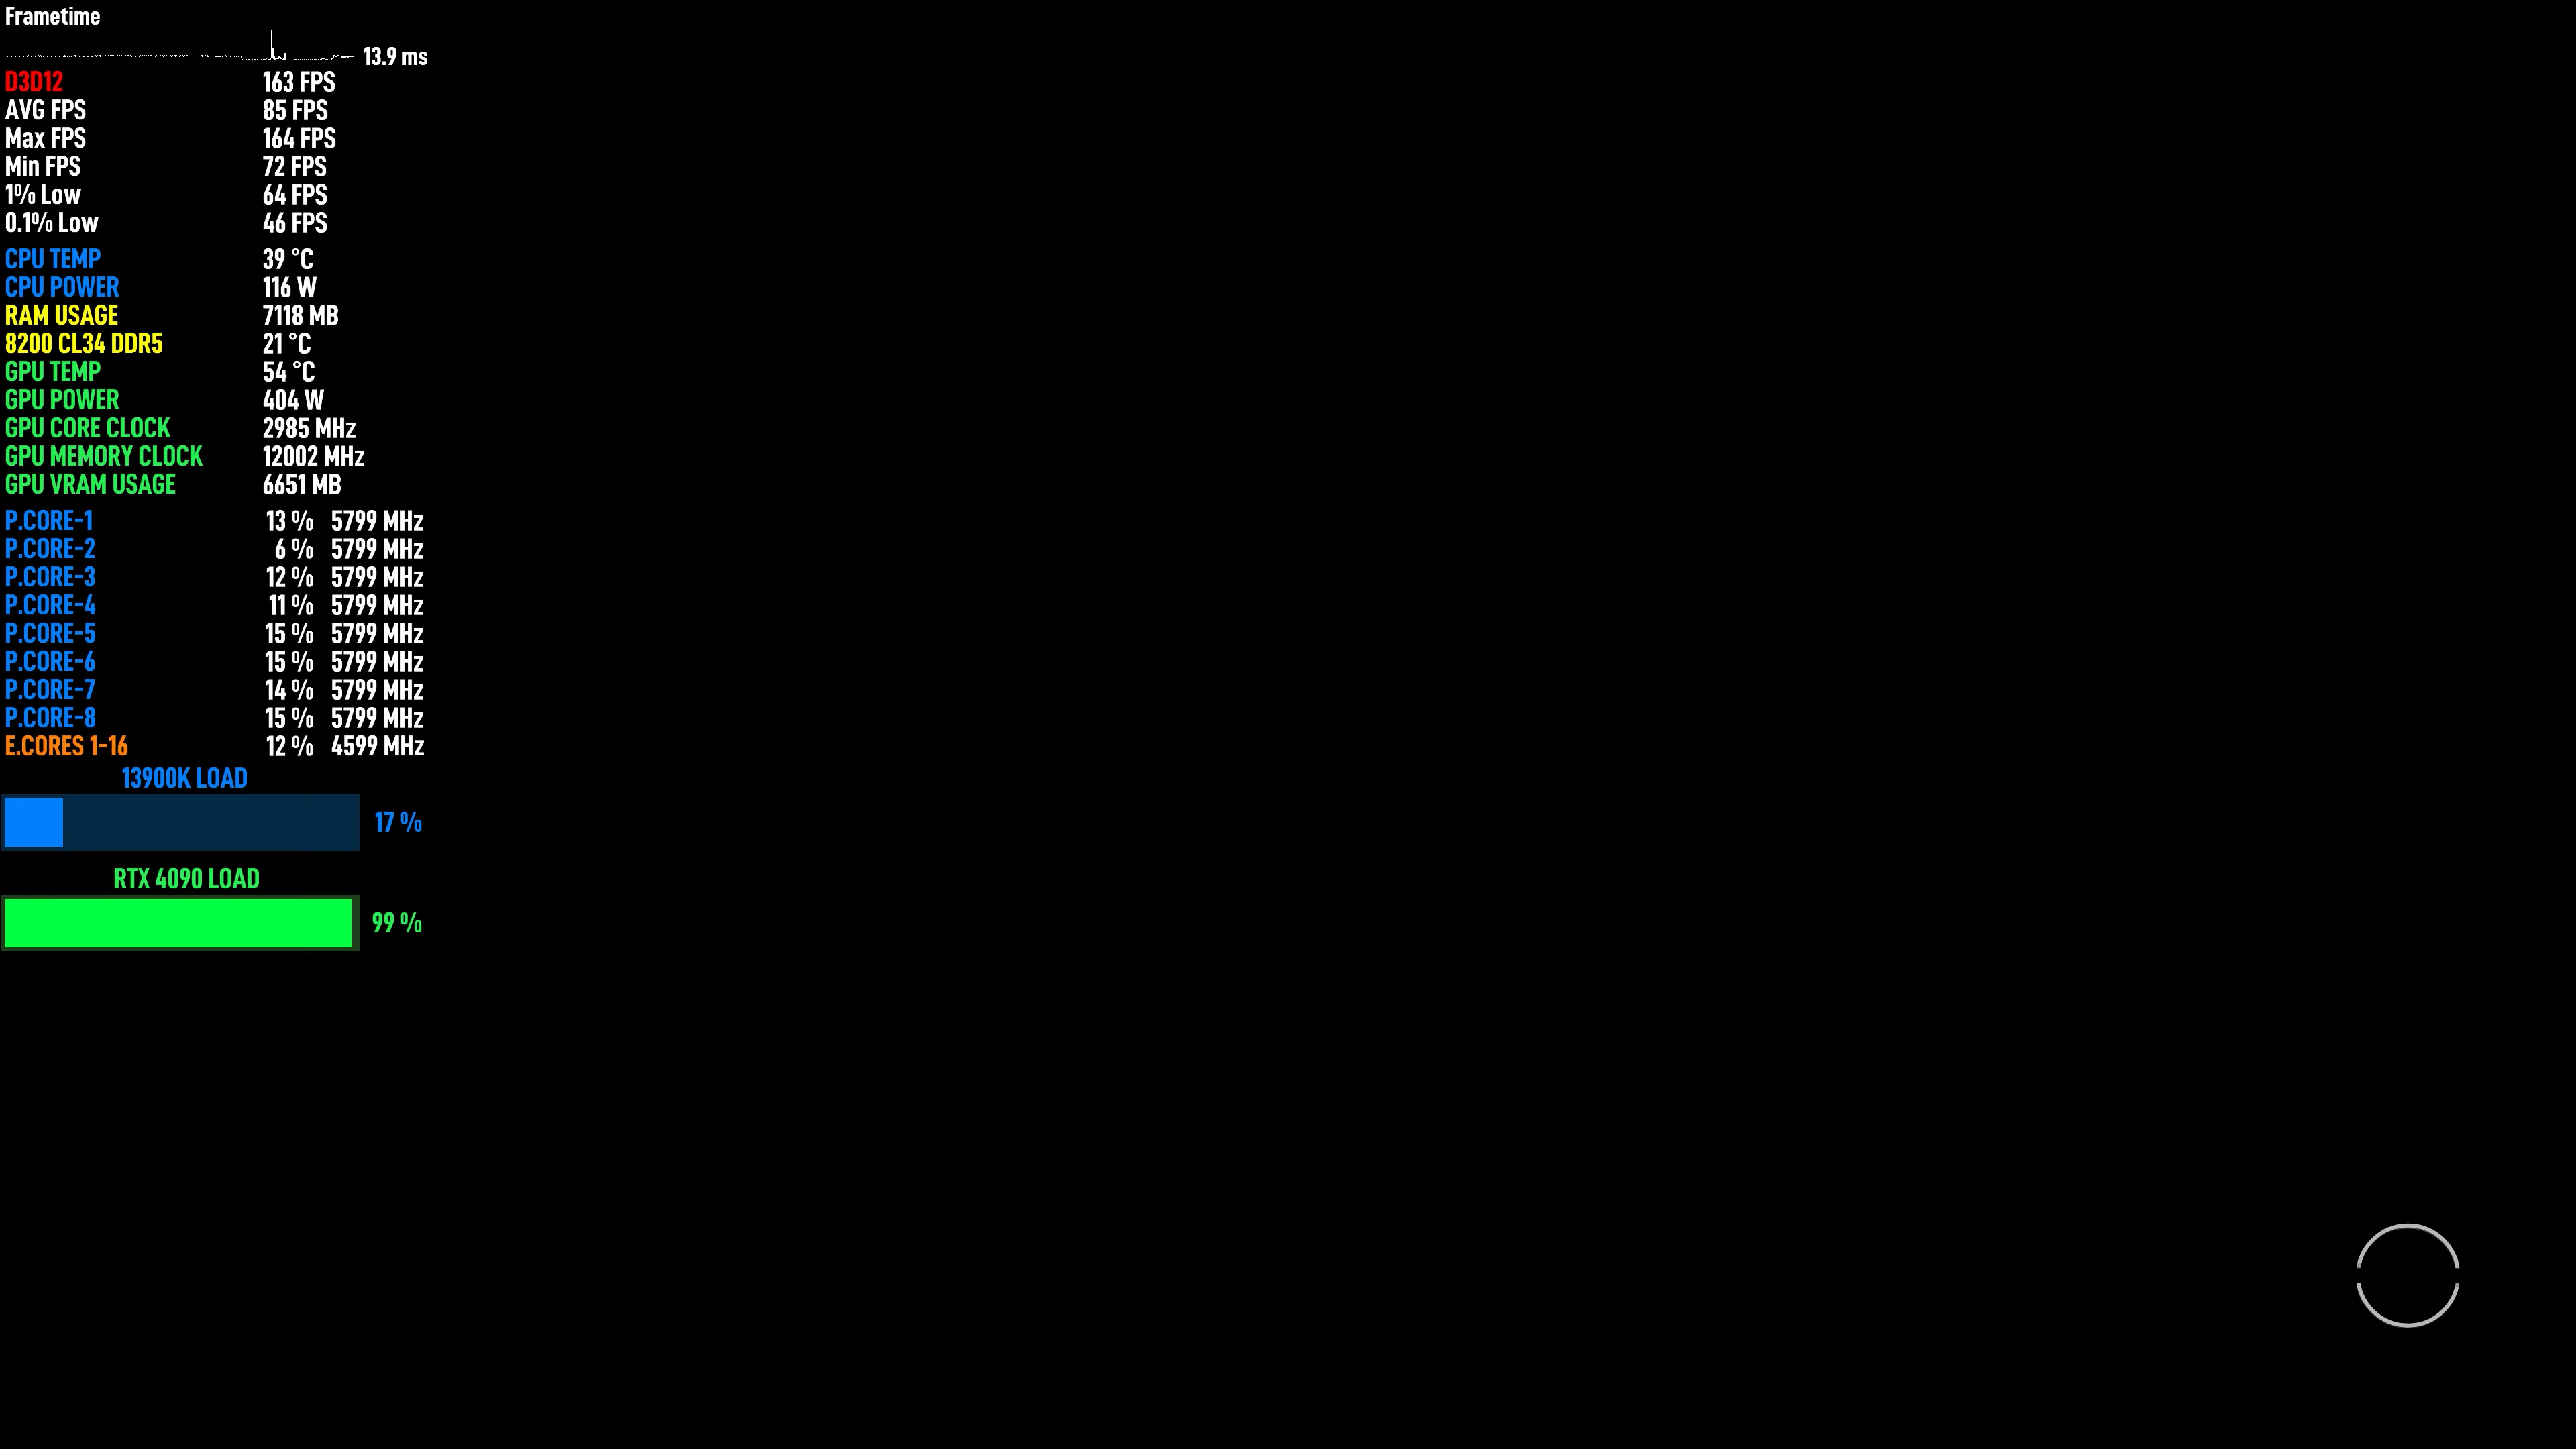 Frametime
13.9 ms
D3D12 163 FPS
AVG FPS 85 FPS
Max FPS 164 FPS
Min FPS 72 FPS
1% Low 64 FPS
0.1% Low 46 FPS
CPU TEMP 39 °C
CPU POWER 116 W
RAM USAGE 7118 MB
8200 CL34 DDR5 21 °C
GPU TEMP 54 °C
GPU POWER 404 W
GPU CORE CLOCK 2985 MHz
GPU MEMORY CLOCK 12002 MHz
GPU VRAM USAGE 6651 MB
P.CORE-1 13 % 5799 MHz
P.CORE-2 6 % 5799 MHz
P.CORE-3 12 % 5799 MHz
P.CORE-4 11 % 5799 MHz
P.CORE-5 15 % 5799 MHz
P.CORE-6 15 % 5799 MHz
P.CORE-7 14 % 5799 MHz
P.CORE-8 15 % 5799 MHz
E.CORES 1-16 12 % 4599 MHz
13900K LOAD
17 %
RTX 4090 LOAD
99 %